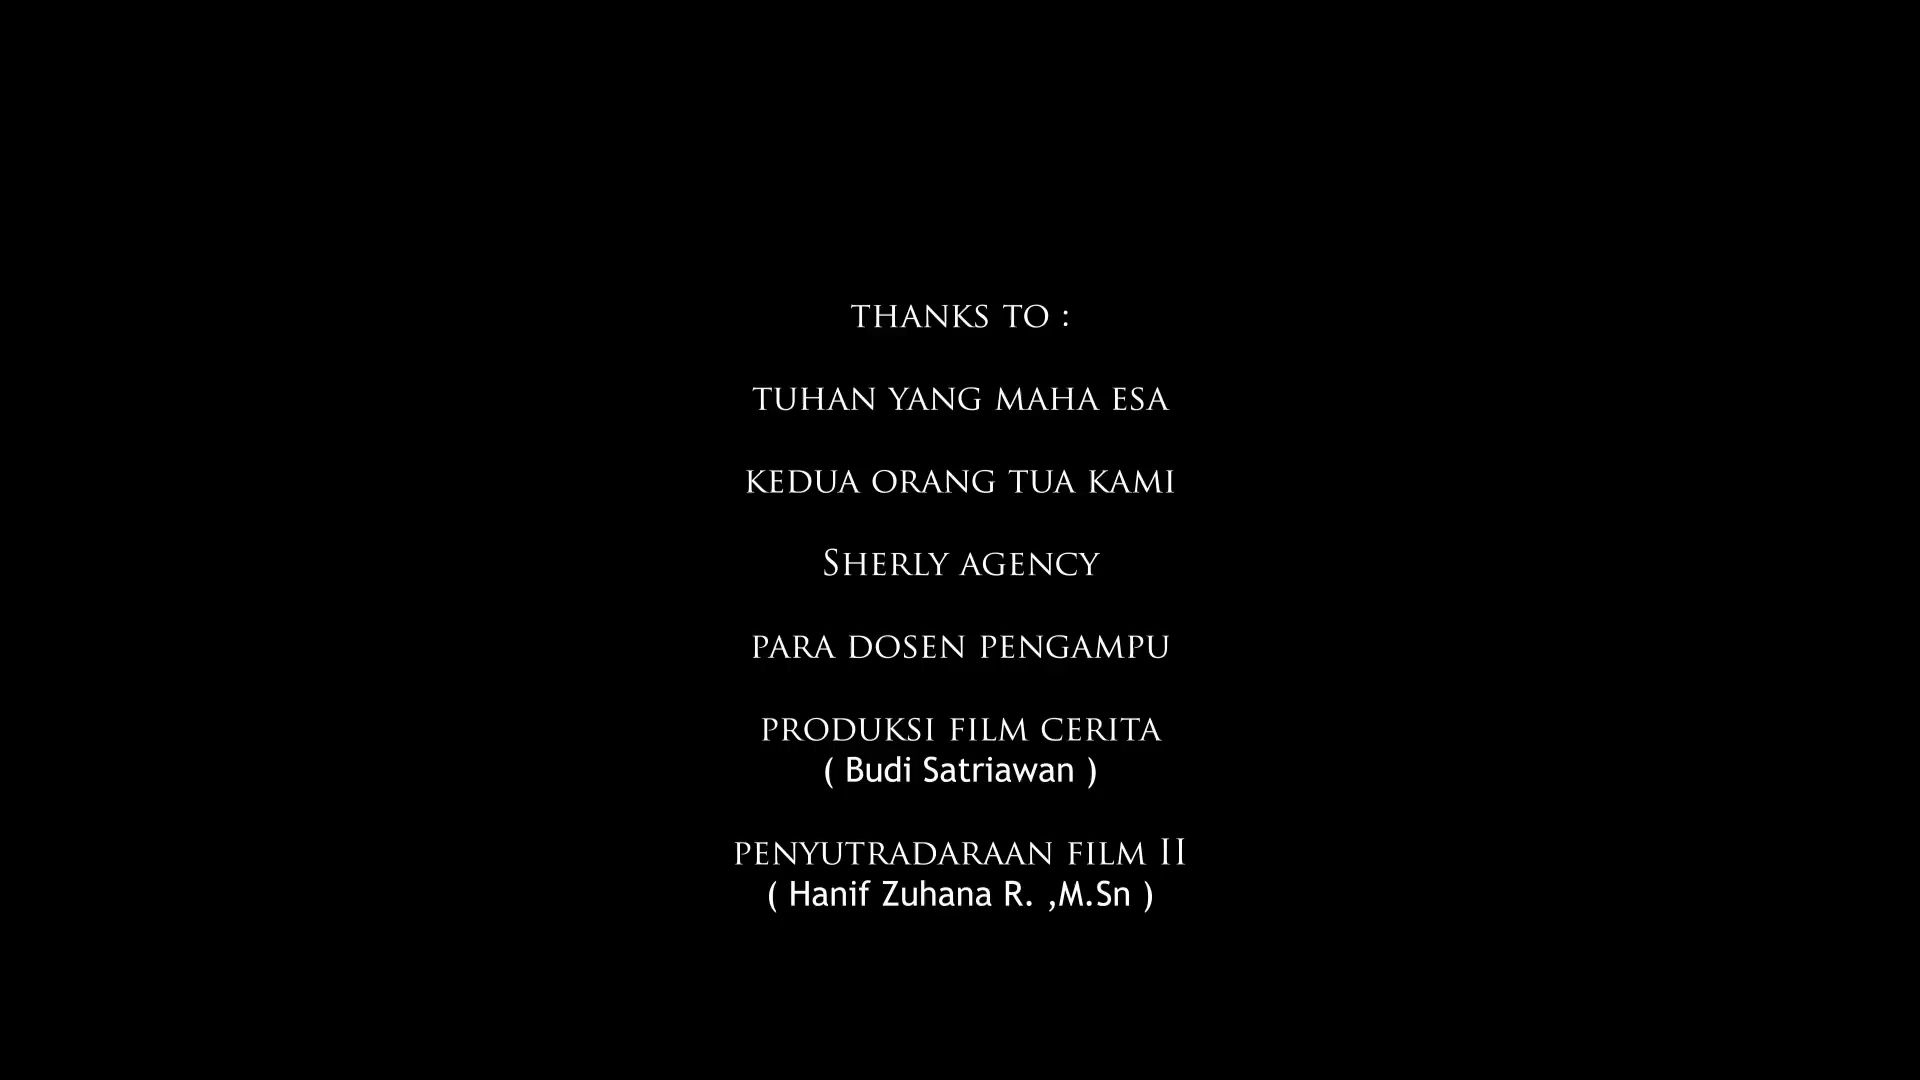 THANKS TO :
TUHAN YANG MAHA ESA
KEDUA ORANG TUA KAMI
SHERLY AGENCY
PARA DOSEN PENGAMPU
PRODUKSI FILM CERITA
( Budi Satriawan )
PENYUTRADARAAN FILM II
( Hanif Zuhana R. ,M.Sn )